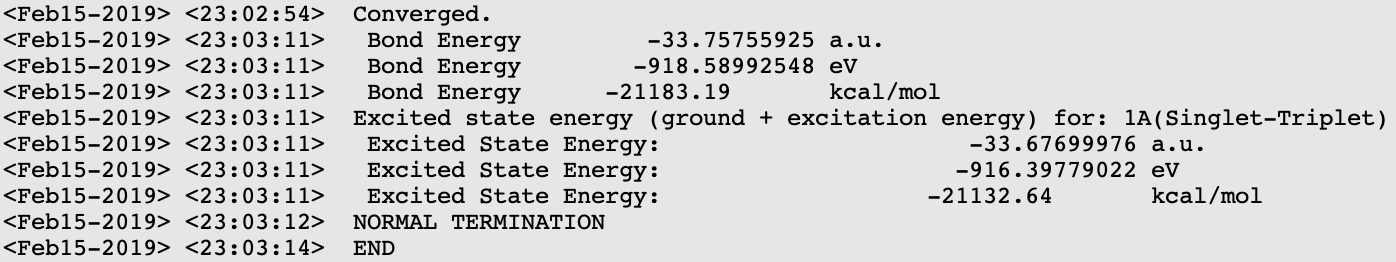 <Feb15-2019> <23:02:54>  Converged.
<Feb15-2019> <23:03:11>   Bond Energy         -33.75755925 a.u.
<Feb15-2019> <23:03:11>   Bond Energy        -918.58992548 eV
<Feb15-2019> <23:03:11>   Bond Energy      -21183.19       kcal/mol
<Feb15-2019> <23:03:11>  Excited state energy (ground + excitation energy) for: 1A(Singlet-Triplet)
<Feb15-2019> <23:03:11>   Excited State Energy:                      -33.67699976 a.u.
<Feb15-2019> <23:03:11>   Excited State Energy:                     -916.39779022 eV
<Feb15-2019> <23:03:11>   Excited State Energy:                   -21132.64       kcal/mol
<Feb15-2019> <23:03:12>  NORMAL TERMINATION
<Feb15-2019> <23:03:14>  END